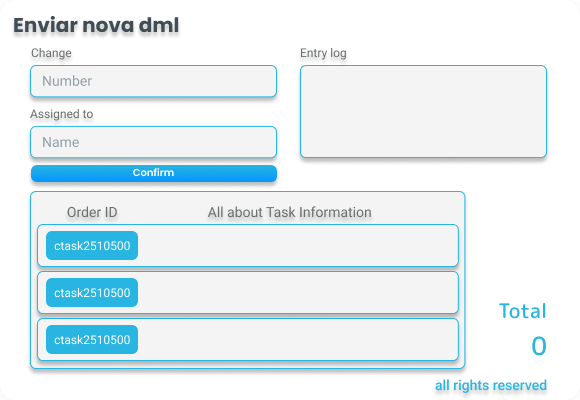 Enviar nova dml
Change
Number
Assigned to
Name
Confirm
Entry log
Order ID All about Task Information
ctask2510500
ctask2510500
ctask2510500
Total
0
all rights reserved